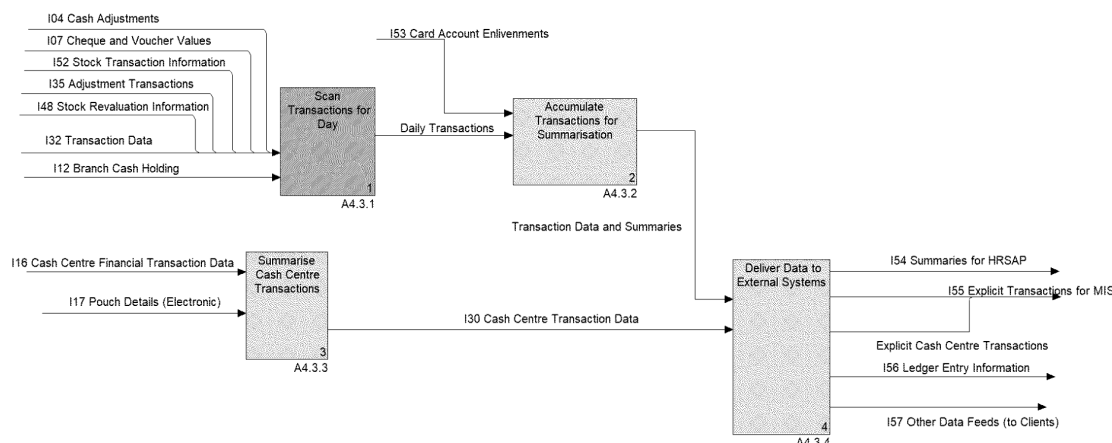 I04 Cash Adjustments
I07 Cheque and Voucher Values
I52 Stock Transaction Information
I35 Adjustment Transactions
I48 Stock Revaluation Information
I32 Transaction Data
I12 Branch Cash Holding
Scan
Transactions for
Day
1
A4.3.1
I53 Card Account Enlivenments
Daily Transactions
Accumulate
Transactions for
Summarisation
2
A4.3.2
Transaction Data and Summaries
I16 Cash Centre Financial Transaction Data
I17 Pouch Details (Electronic)
Summarise
Cash Centre
Transactions
3
A4.3.3
I30 Cash Centre Transaction Data
Deliver Data to
External Systems
4
A4.3.4
I54 Summaries for HRSAP
I55 Explicit Transactions for MIS
Explicit Cash Centre Transactions
I56 Ledger Entry Information
I57 Other Data Feeds (to Clients)